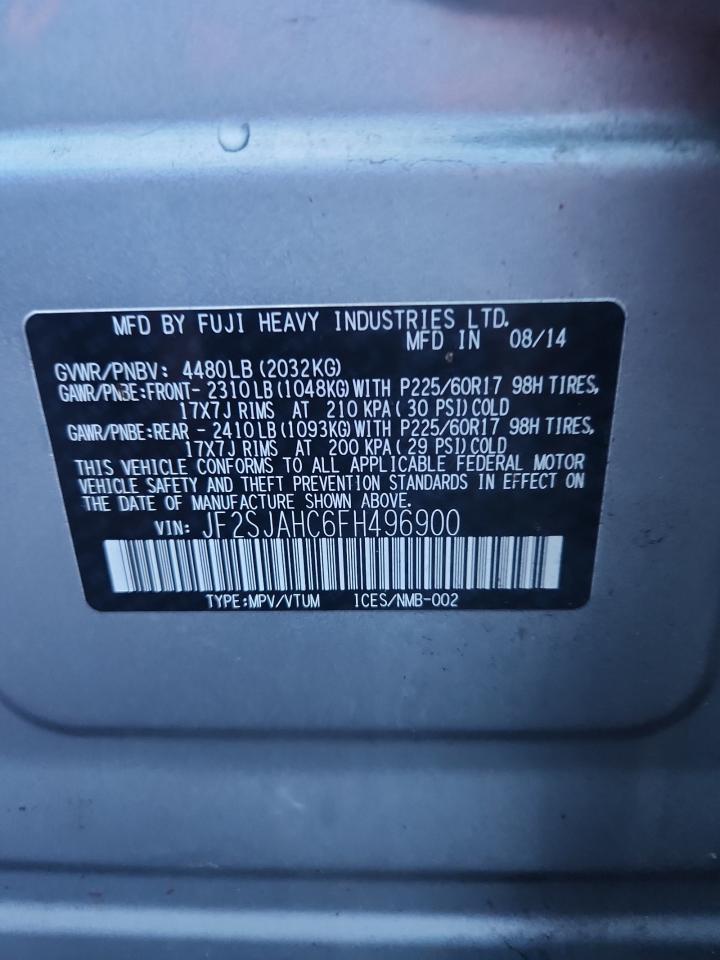 MFD BY FUJI HEAVY INDUSTRIES LTD.
MFD IN 08/14
GVWR/PNBV: 4480LB (2032KG)
GAWR/PNBE:FRONT- 2310LB (1048KG) WITH P225/60R17 98H TIRES,
17X7J RIMS AT 210 KPA ( 30 PSI) COLD
GAWR/PNBE:REAR - 2410LB (1093KG) WITH P225/60R17 98H TIRES,
17X7J RIMS AT 200 KPA ( 29 PSI) COLD
THIS VEHICLE CONFORMS TO ALL APPLICABLE FEDERAL MOTOR
VEHICLE SAFETY AND THEFT PREVENTION STANDARDS IN EFFECT ON
THE DATE OF MANUFACTURE SHOWN ABOVE.
VIN: JF2SJAHC6FH496900
TYPE:MPV/VTUM ICES/NMB-002